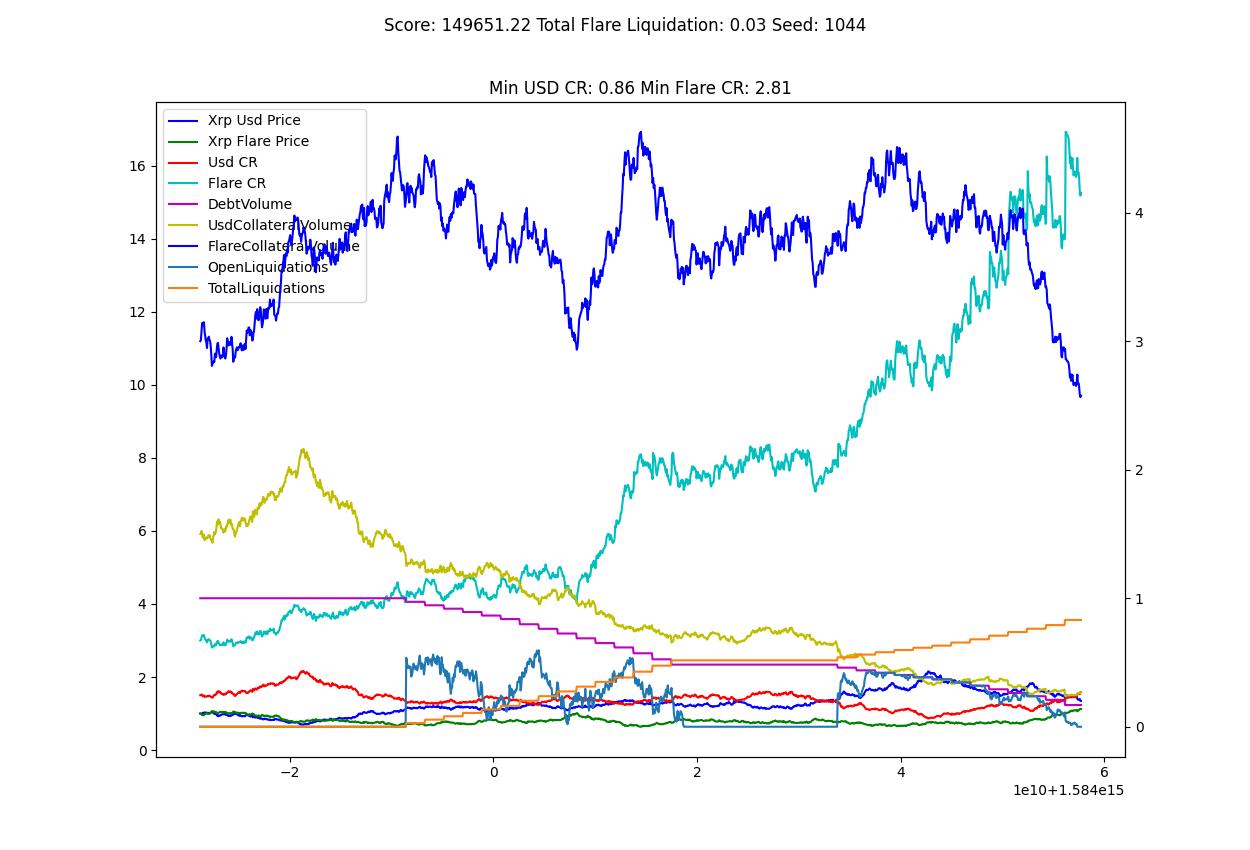 Score: 149651.22 Total Flare Liquidation: 0.03 Seed: 1044
Min USD CR: 0.86 Min Flare CR: 2.81
Xrp Usd Price
Xrp Flare Price
Usd CR
Flare CR
DebtVolume
UsdCollateralVolume
FlareCollateralVolume
OpenLiquidations
TotalLiquidations
16
14
12
10
8
6
4
2
0
4
3
2
1
0
−2
0
2
4
6
1e10+1.584e15